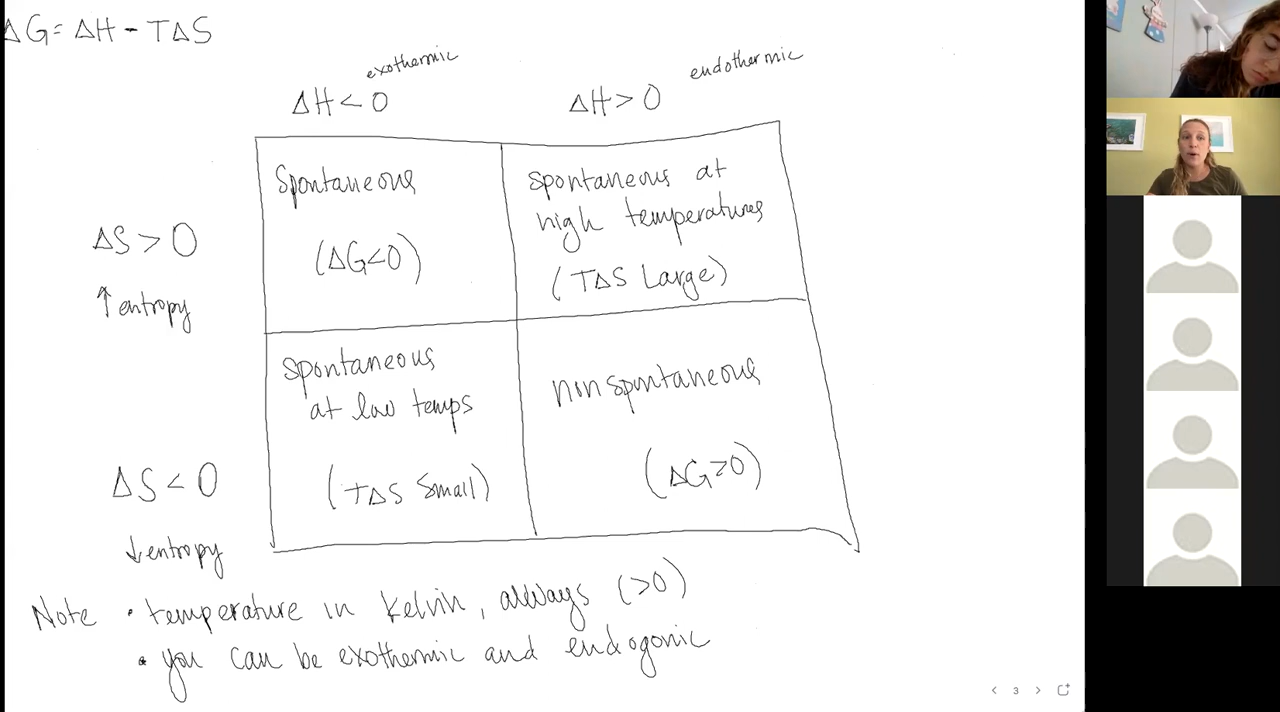 ΔG = ΔH - TΔS
exothermic
endothermic
ΔH < 0
ΔH > 0
ΔS > 0
↑ entropy
Spontaneous
(ΔG<0)
spontaneous at
high temperatures
(TΔS Large)
ΔS < 0
↓entropy
spontaneous
at low temps
(TΔS Small)
nonspontaneous
(ΔG>0)
Note • temperature in Kelvin, always (>0)
• you can be exothermic and endogonic
< 3 >